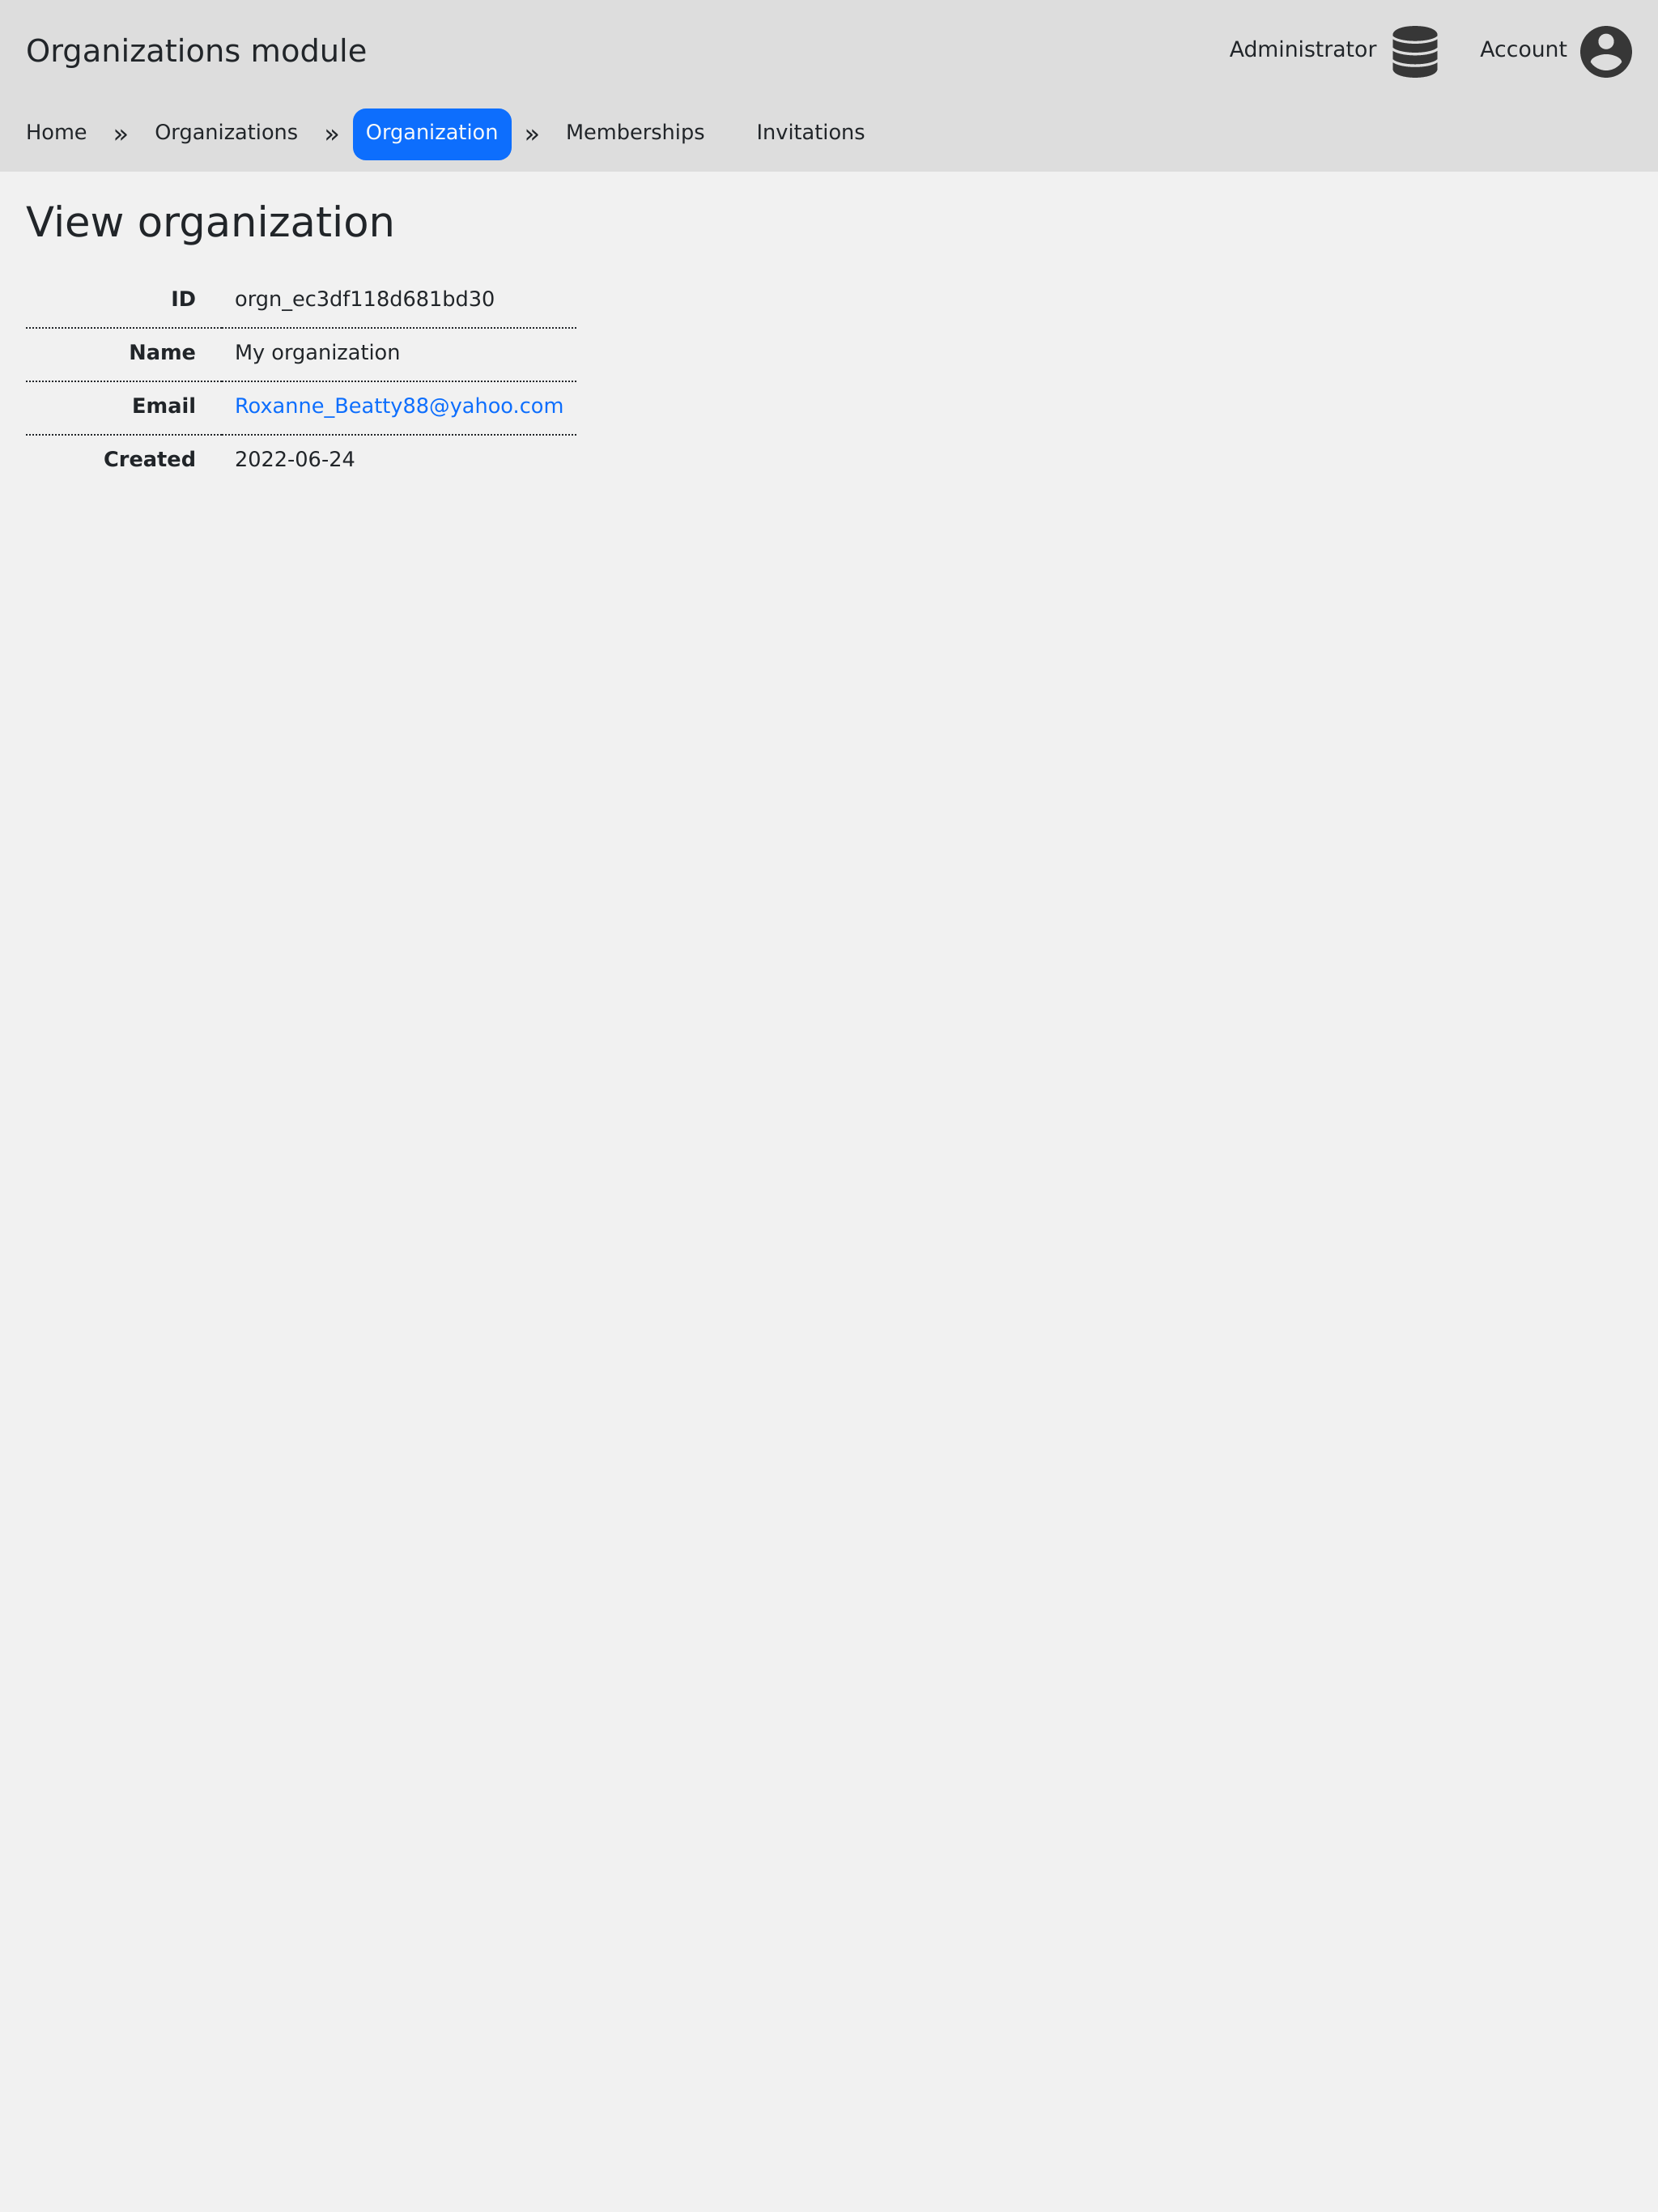 Organizations module
Administrator
Account
Home » Organizations » Organization » Memberships Invitations
View organization
ID orgn_ec3df118d681bd30
Name My organization
Email Roxanne_Beatty88@yahoo.com
Created 2022-06-24